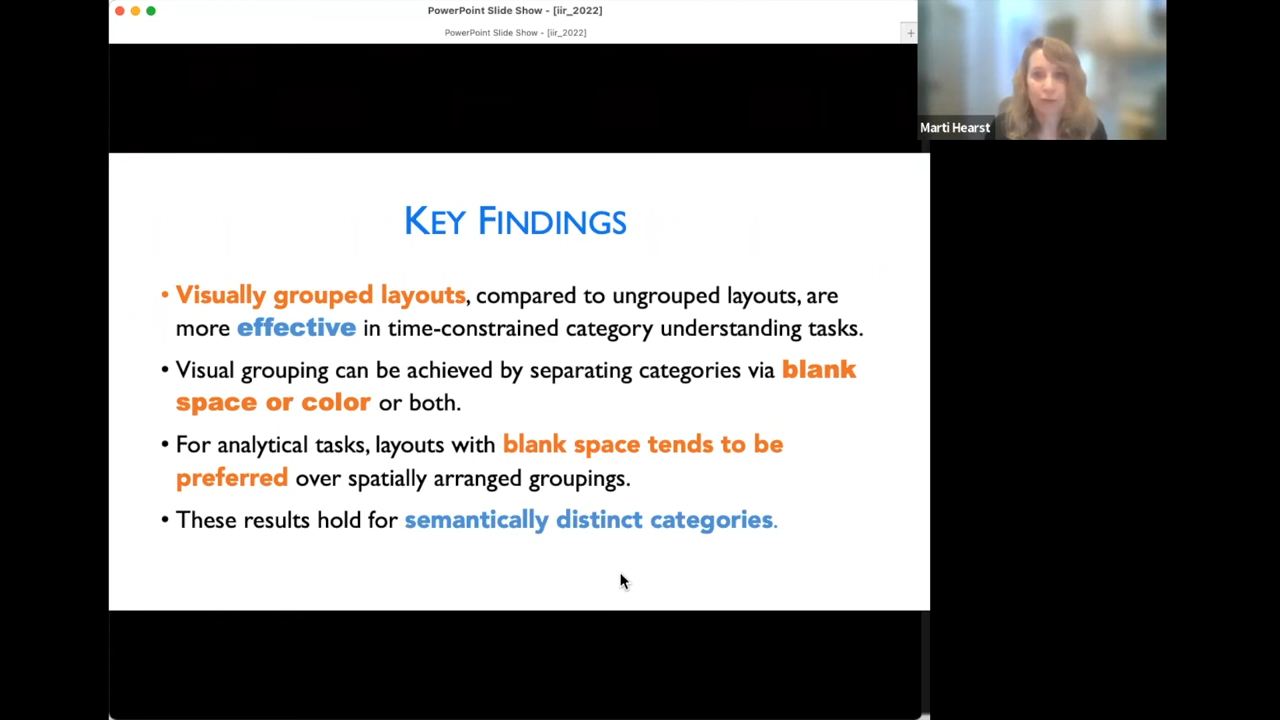 PowerPoint Slide Show - [iir_2022]
PowerPoint Slide Show - [iir_2022]
+
Marti Hearst
KEY FINDINGS
• Visually grouped layouts, compared to ungrouped layouts, are
more effective in time-constrained category understanding tasks.
• Visual grouping can be achieved by separating categories via blank
space or color or both.
• For analytical tasks, layouts with blank space tends to be
preferred over spatially arranged groupings.
• These results hold for semantically distinct categories.